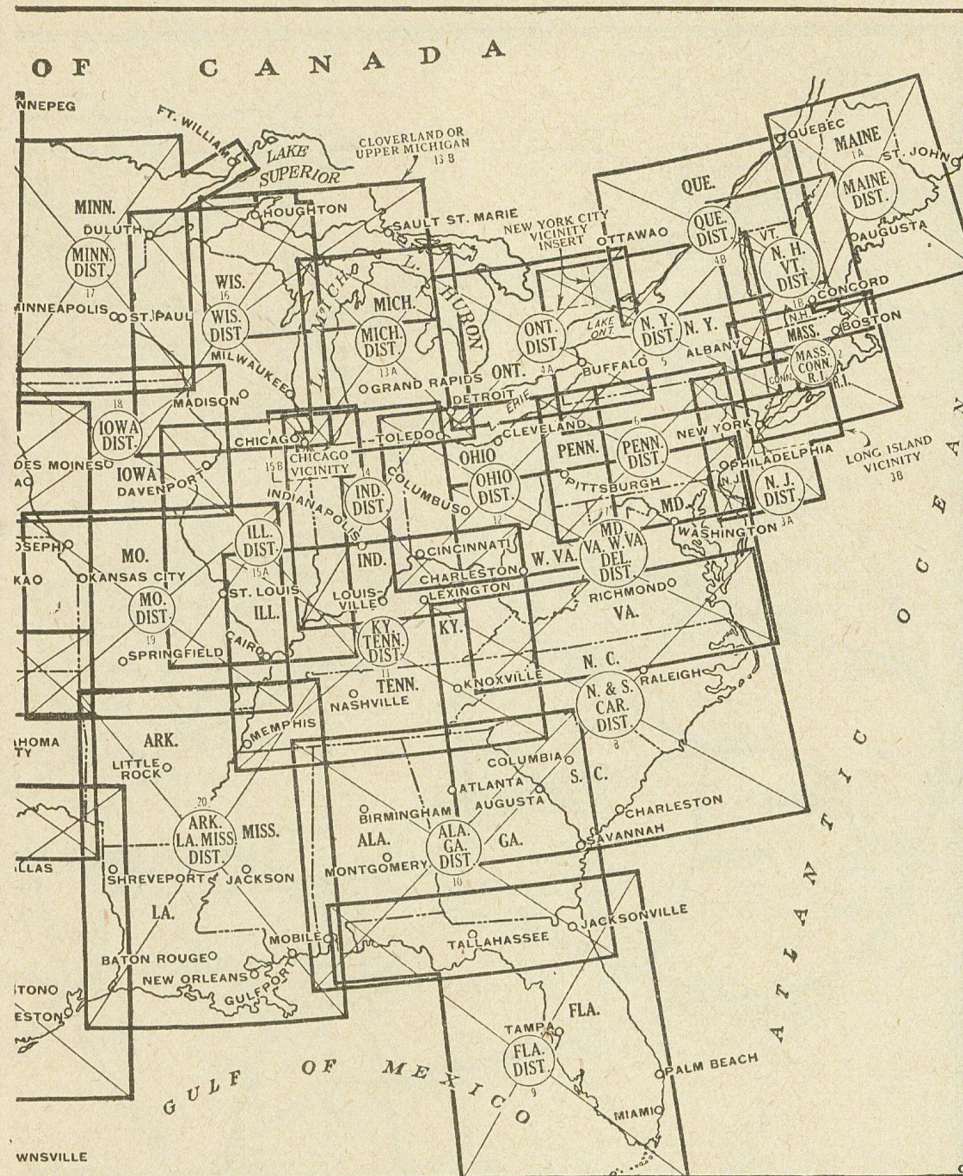 OF CANADA
NNEPEG
FT. WILLIAM
LAKE
SUPERIOR
CLOVERLAND OR
UPPER MICHIGAN
13 B
QUEBEC
MAINE
1A
ST. JOHN
MAINE
DIST.
AUGUSTA
QUE.
QUE.
DIST.
4B
MINN.
DULUTH
MINN.
DIST.
17
HOUGHTON
SAULT ST. MARIE
NEW YORK CITY
VICINITY
INSERT
OTTAWA
VT.
N. H.
VT.
DIST.
1B
CONCORD
N.H.
WIS.
16
WIS.
DIST
MINNEAPOLIS
ST. PAUL
L. MICH.
MICH.
MICH.
DIST.
13A
L. HURON
ONT.
DIST.
4A
ONT.
LAKE
ONT.
N. Y.
DIST.
5
N. Y.
ALBANY
BUFFALO
MASS.
BOSTON
MASS.
CONN.
R. I.
2
CONN.
R.I.
MILWAUKEE
MADISON
GRAND RAPIDS
DETROIT
L. ERIE
CLEVELAND
18
IOWA
DIST.
IOWA
DES MOINES
DAVENPORT
CHICAGO
15B
CHICAGO
VICINITY
TOLEDO
OHIO
OHIO
DIST.
12
COLUMBUS
PENN.
6
PENN.
DIST.
PITTSBURGH
NEW YORK
PHILADELPHIA
N.J.
N. J.
DIST.
3A
LONG ISLAND
VICINITY
3B
14
IND.
DIST
INDIANAPOLIS
IND.
ILL.
DIST.
15A
ILL.
OSEPH
KA
MO.
KANSAS CITY
MO.
DIST.
19
SPRINGFIELD
ST. LOUIS
CAIRO
CINCINNATI
CHARLESTON
LOUIS-
VILLE
LEXINGTON
W. VA.
MD.
7
MD.
VA. W.VA
DEL.
DIST.
WASHINGTON
RICHMOND
VA.
KY.
KY
TENN.
DIST.
11
TENN.
NASHVILLE
KNOXVILLE
N. C.
RALEIGH
N. & S.
CAR.
DIST.
8
MEMPHIS
AHOMA
TY
ARK.
LITTLE
ROCK
20
ARK.
LA. MISS.
DIST.
MISS.
COLUMBIA
S. C.
ATLANTA
AUGUSTA
CHARLESTON
SAVANNAH
BIRMINGHAM
ALA.
MONTGOMERY
ALA.
GA.
DIST.
10
GA.
LLAS
SHREVEPORT
JACKSON
LA.
BATON ROUGE
NEW ORLEANS
GULFPORT
MOBILE
TALLAHASSEE
JACKSONVILLE
STON
ESTON
FLA.
TAMPA
FLA.
DIST.
9
PALM BEACH
MIAMI
GULF OF MEXICO
ATLANTIC OCEAN
WNSVILLE